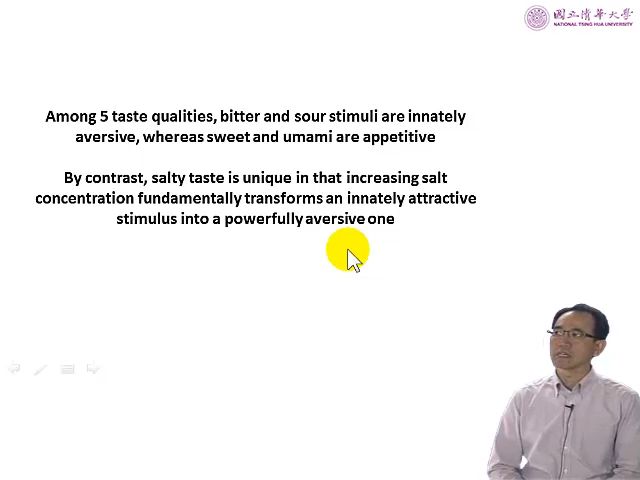 國立清華大學
NATIONAL TSING HUA UNIVERSITY
Among 5 taste qualities, bitter and sour stimuli are innately
aversive, whereas sweet and umami are appetitive
By contrast, salty taste is unique in that increasing salt
concentration fundamentally transforms an innately attractive
stimulus into a powerfully aversive one